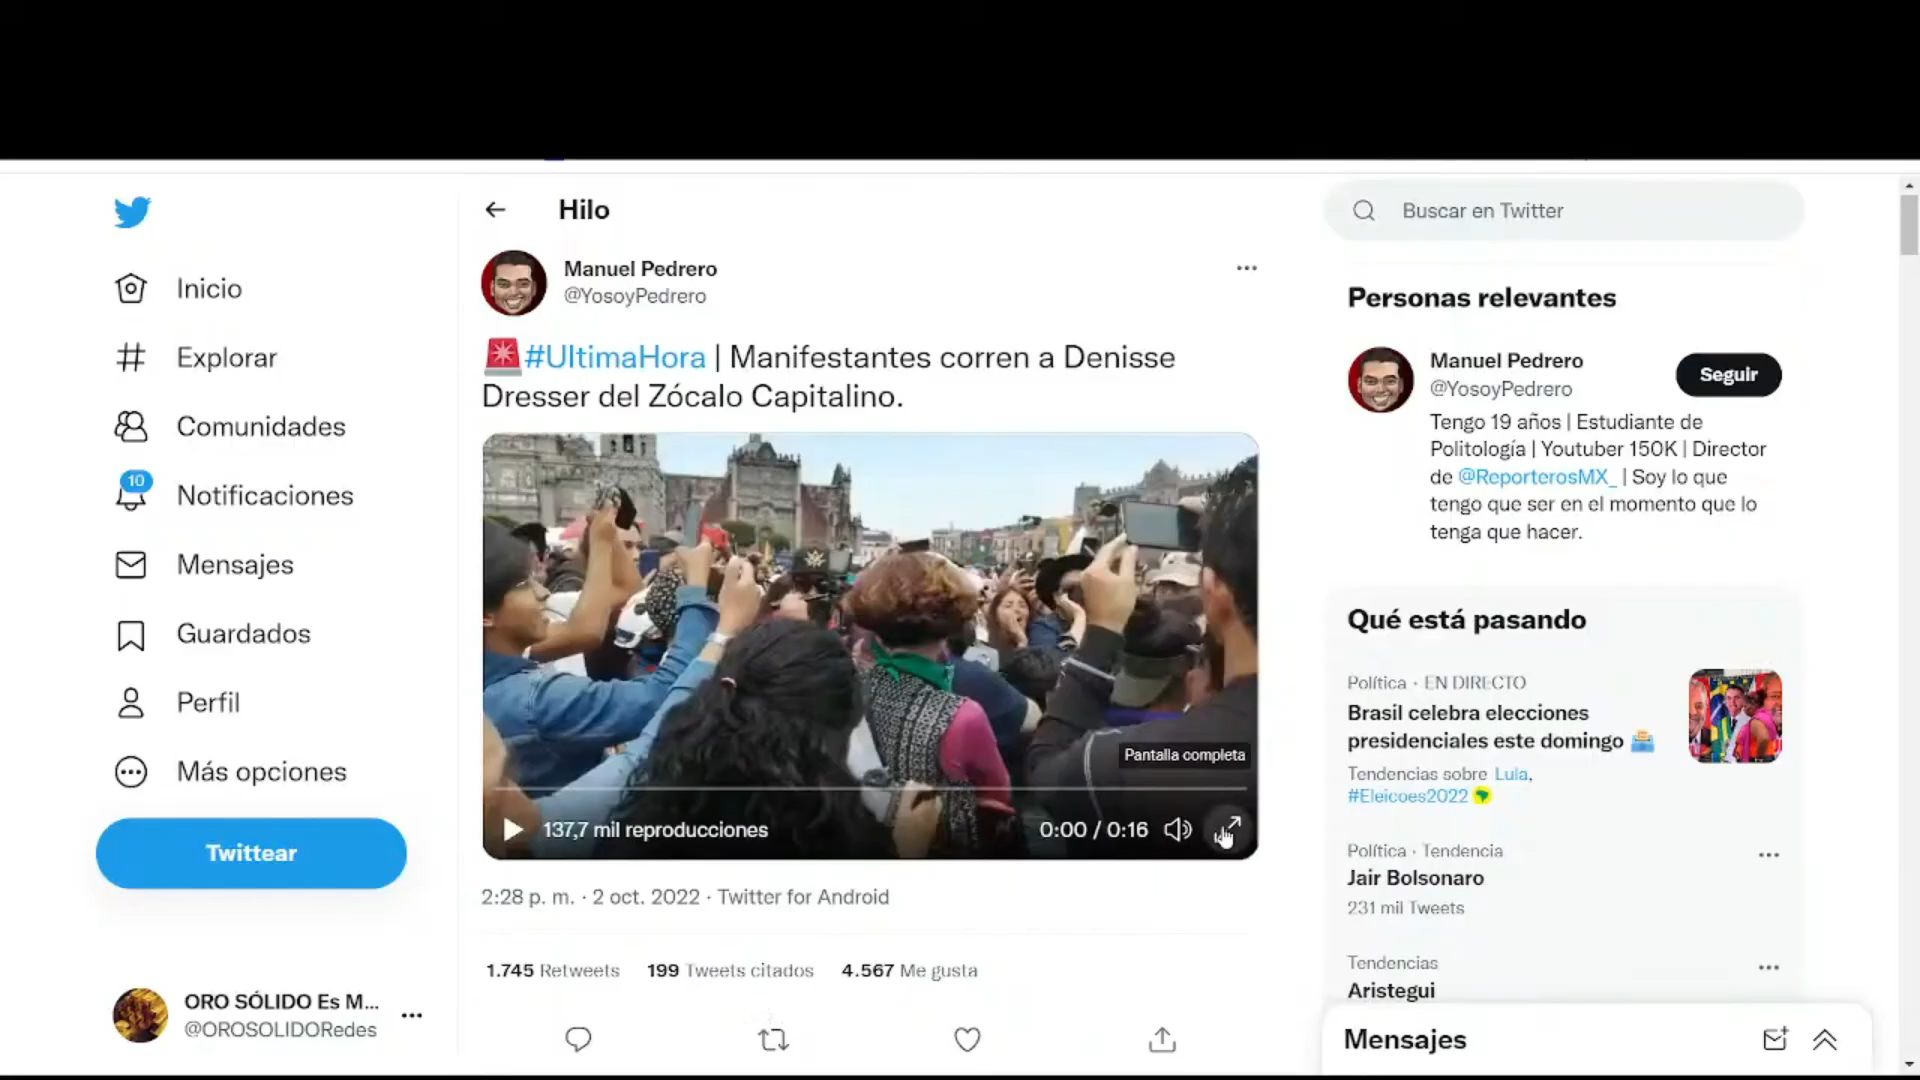 Inicio
Explorar
Comunidades
10
Notificaciones
Mensajes
Guardados
Perfil
Más opciones
Twittear
ORO SÓLIDO Es M...
@OROSOLIDORedes
Hilo
Manuel Pedrero
@YosoyPedrero
#UltimaHora | Manifestantes corren a Denisse
Dresser del Zócalo Capitalino.
Pantalla completa
137,7 mil reproducciones
0:00 / 0:16
2:28 p. m. · 2 oct. 2022 · Twitter for Android
1.745 Retweets 199 Tweets citados 4.567 Me gusta
Buscar en Twitter
Personas relevantes
Manuel Pedrero
@YosoyPedrero
Seguir
Tengo 19 años | Estudiante de
Politología | Youtuber 150K | Director
de @ReporterosMX_ | Soy lo que
tengo que ser en el momento que lo
tenga que hacer.
Qué está pasando
Política · EN DIRECTO
Brasil celebra elecciones
presidenciales este domingo
Tendencias sobre Lula,
#Eleicoes2022
Política · Tendencia
Jair Bolsonaro
231 mil Tweets
Tendencias
Aristegui
Mensajes